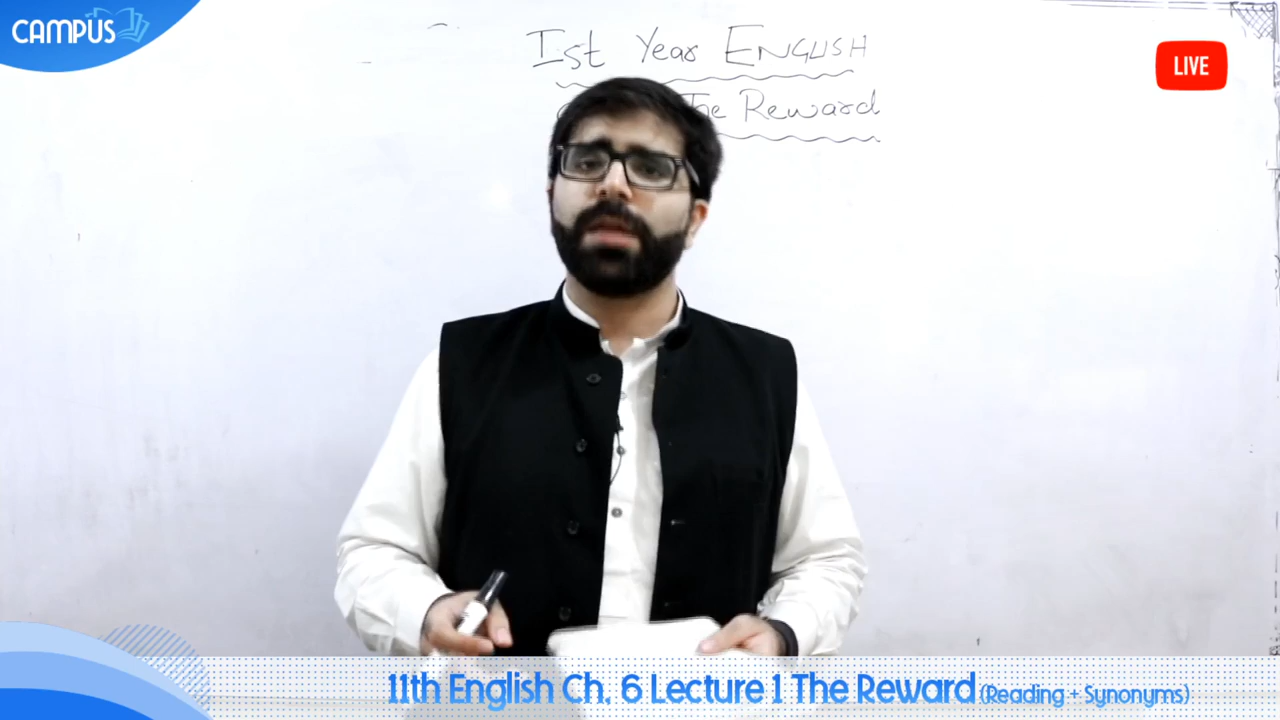 CAMPUS
Ist Year ENGLISH
LIVE
The Reward
11th English Ch. 6 Lecture 1 The Reward (Reading + Synonyms)